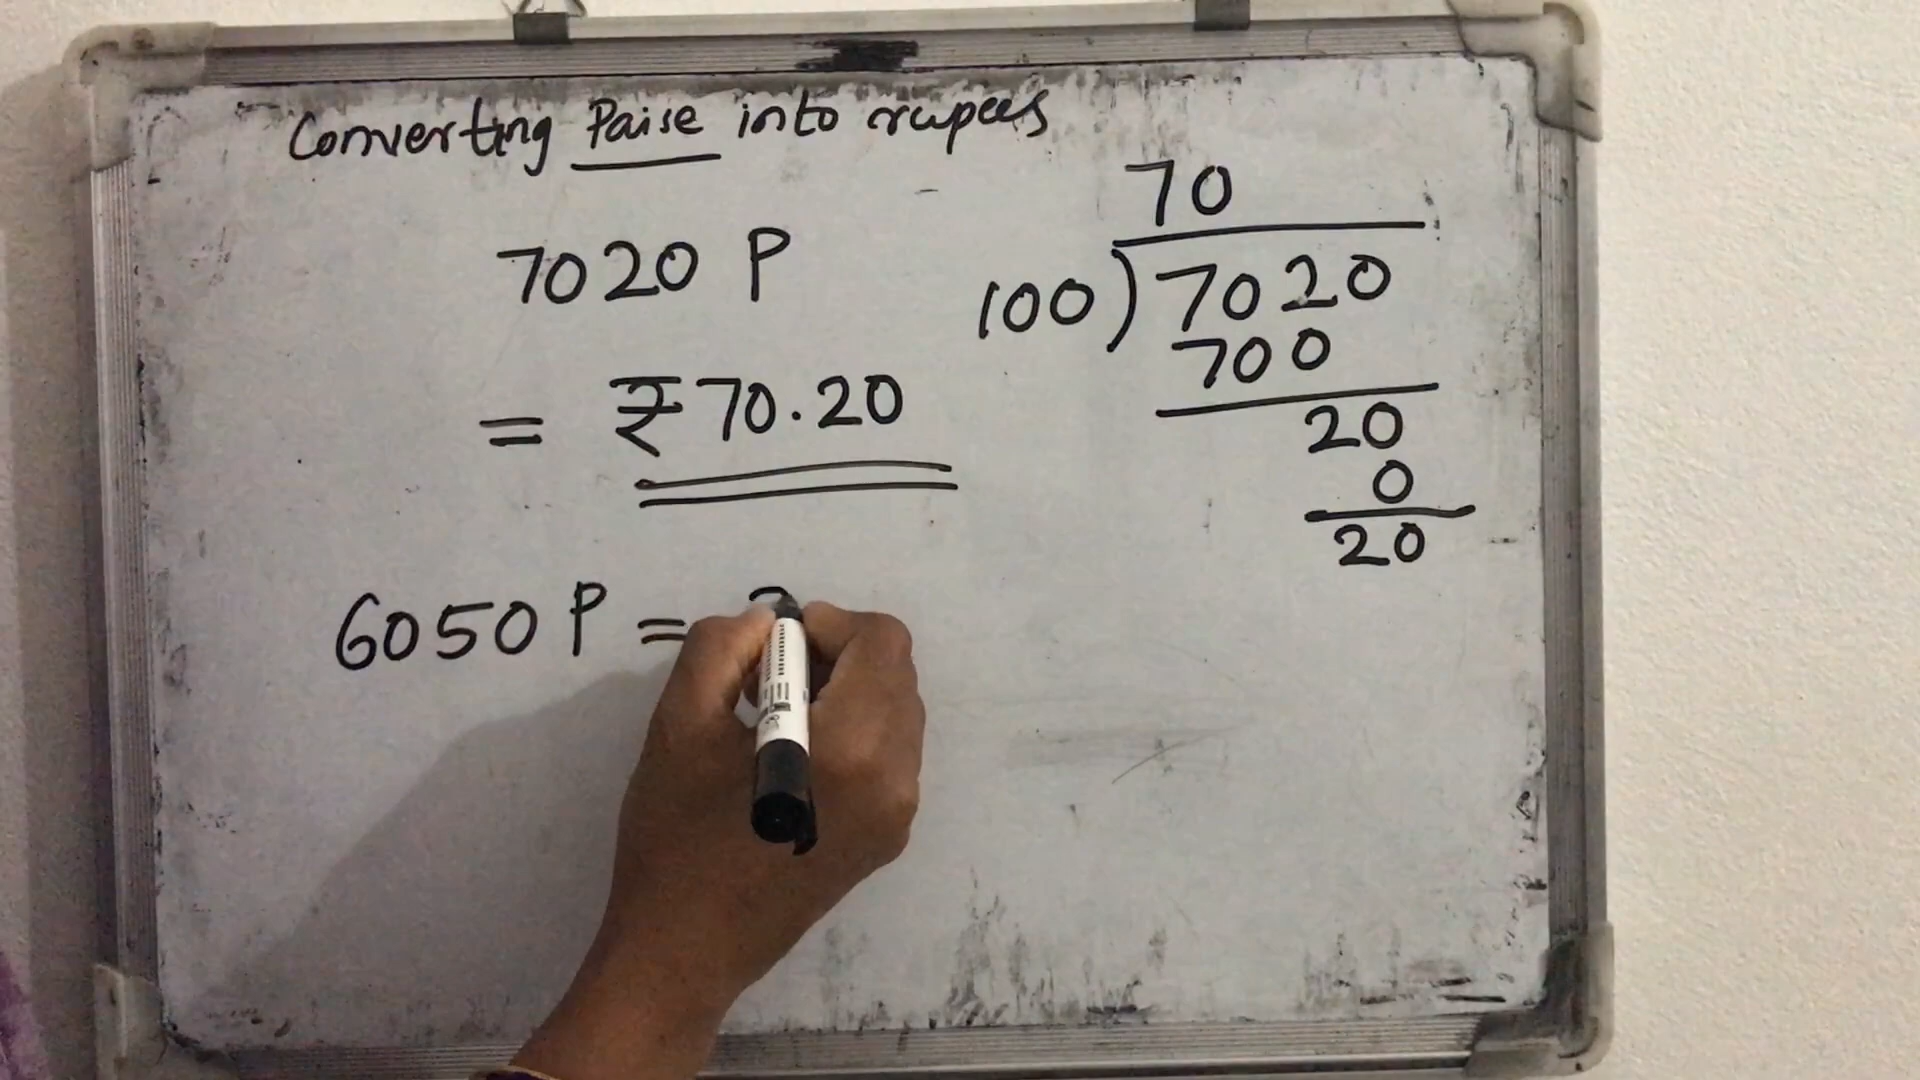 Converting Paise into rupees
7020 P
= ₹70.20
70
100)7020
700
20
0
20
6050 P =